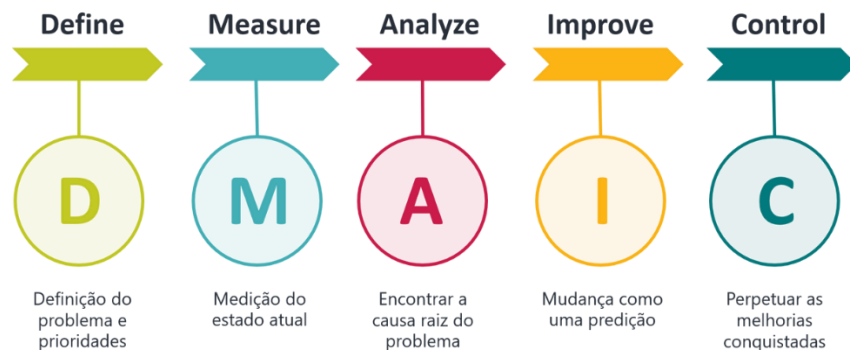 Define
Measure
Analyze
Improve
Control
D
M
A
I
C
Definição do
problema e
prioridades
Medição do
estado atual
Encontrar a
causa raiz do
problema
Mudança como
uma predição
Perpetuar as
melhorias
conquistadas